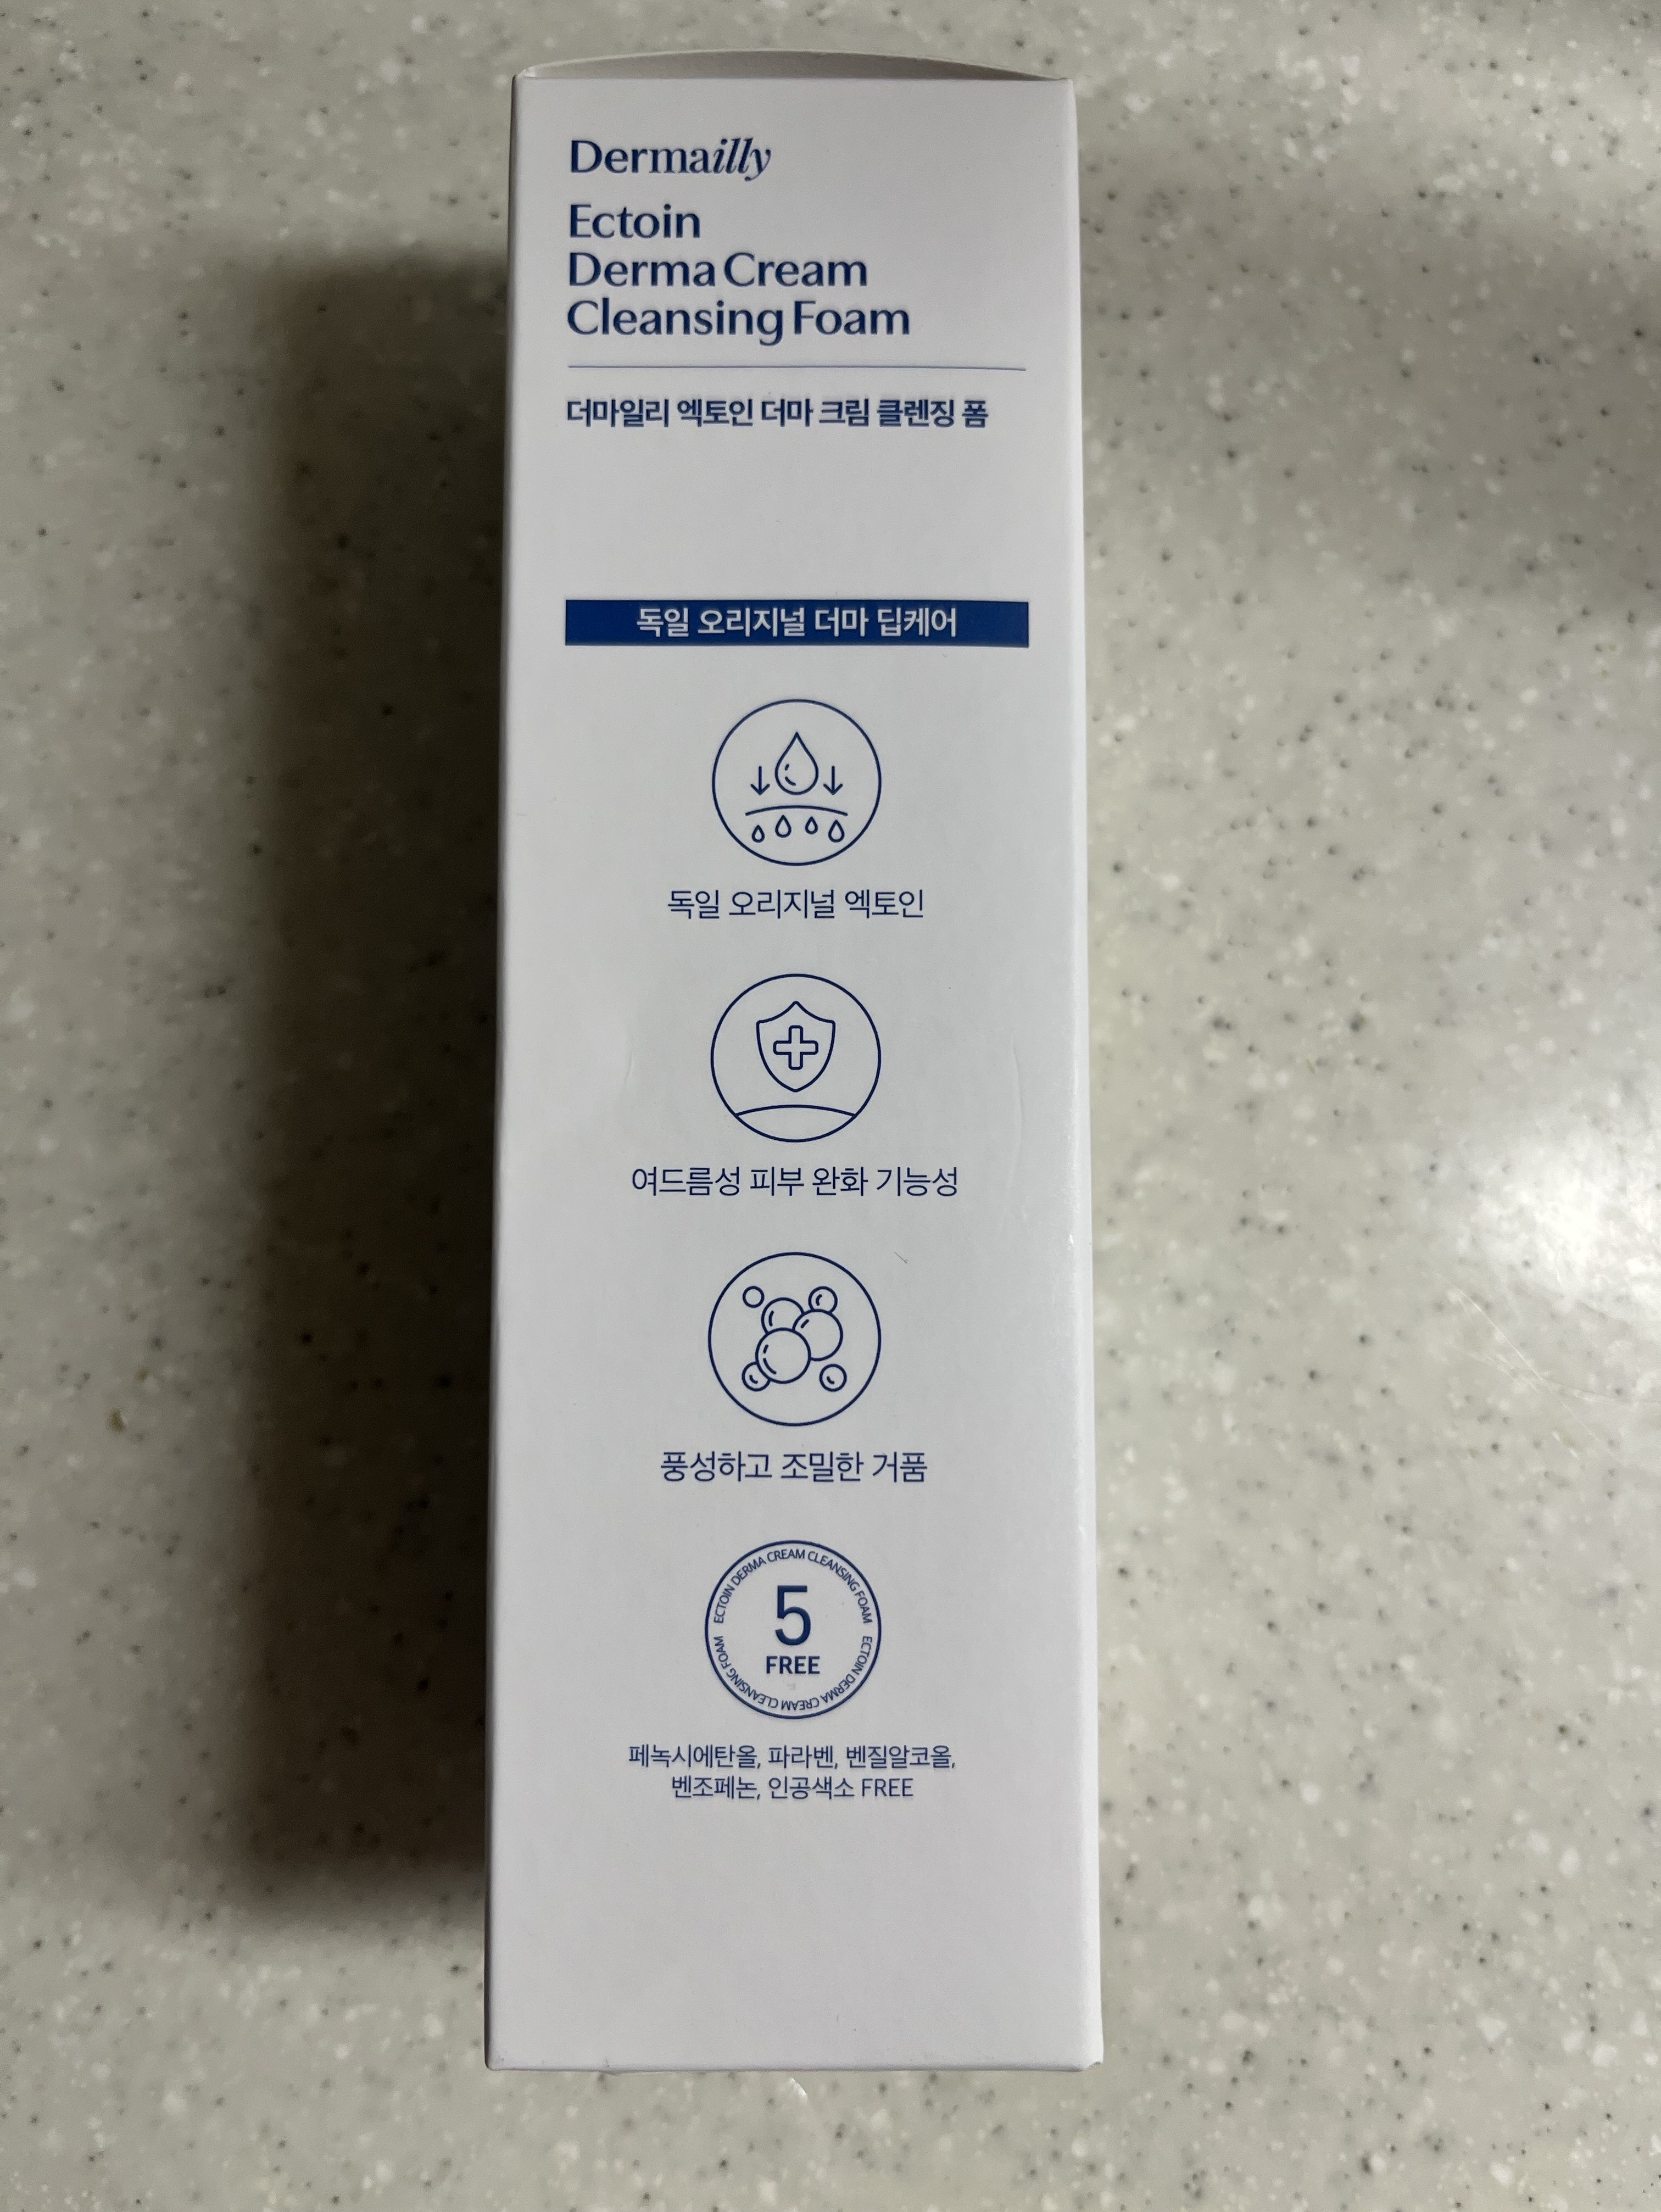 Dermailly
Ectoin
Derma Cream
Cleansing Foam
더마일리 엑토인 더마 크림 클렌징 폼
독일 오리지널 더마 딥케어
독일 오리지널 엑토인
여드름성 피부 완화 기능성
풍성하고 조밀한 거품
ECTOIN DERMA CREAM CLEANSING FOAM
ECTOIN DERMA CREAM CLEANSING FOAM
5
FREE
페녹시에탄올, 파라벤, 벤질알코올,
벤조페논, 인공색소 FREE